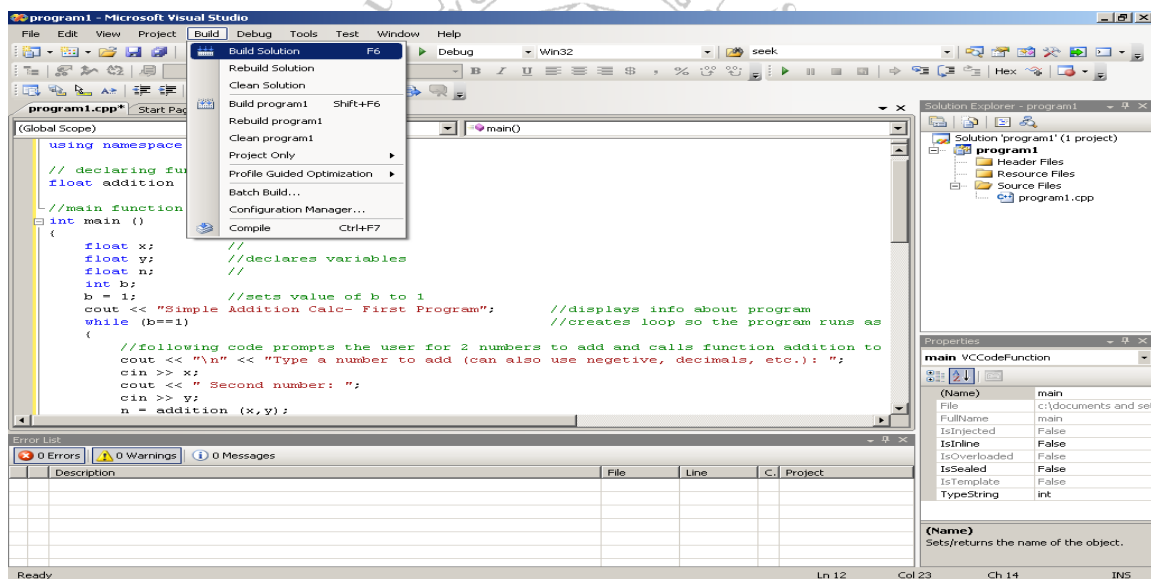 program1 - Microsoft Visual Studio
File Edit View Project Build Debug Tools Test Window Help
Debug Win32 seek
Hex
Build Solution F6
Rebuild Solution
Clean Solution
Build program1 Shift+F6
Rebuild program1
Clean program1
Project Only
Profile Guided Optimization
Batch Build...
Configuration Manager...
Compile Ctrl+F7
program1.cpp* Start Pag
(Global Scope) main()
using namespace
// declaring fu
float addition
//main function
int main ()
{
float x; //
float y; //declares variables
float n; //
int b;
b = 1; //sets value of b to 1
cout << "Simple Addition Calc- First Program"; //displays info about program
while (b==1) //creates loop so the program runs as
{
//following code prompts the user for 2 numbers to add and calls function addition to
cout << "\n" << "Type a number to add (can also use negetive, decimals, etc.): ";
cin >> x;
cout << " Second number: ";
cin >> y;
n = addition (x,y);
Solution Explorer - program1
Solution 'program1' (1 project)
program1
Header Files
Resource Files
Source Files
program1.cpp
Properties
main VCCodeFunction
(Name) main
File c:\documents and se
FullName main
IsInjected False
IsInline False
IsOverloaded False
IsSealed False
IsTemplate False
TypeString int
(Name)
Sets/returns the name of the object.
Error List
0 Errors 0 Warnings 0 Messages
Description File Line C. Project
Ready Ln 12 Col 23 Ch 14 INS